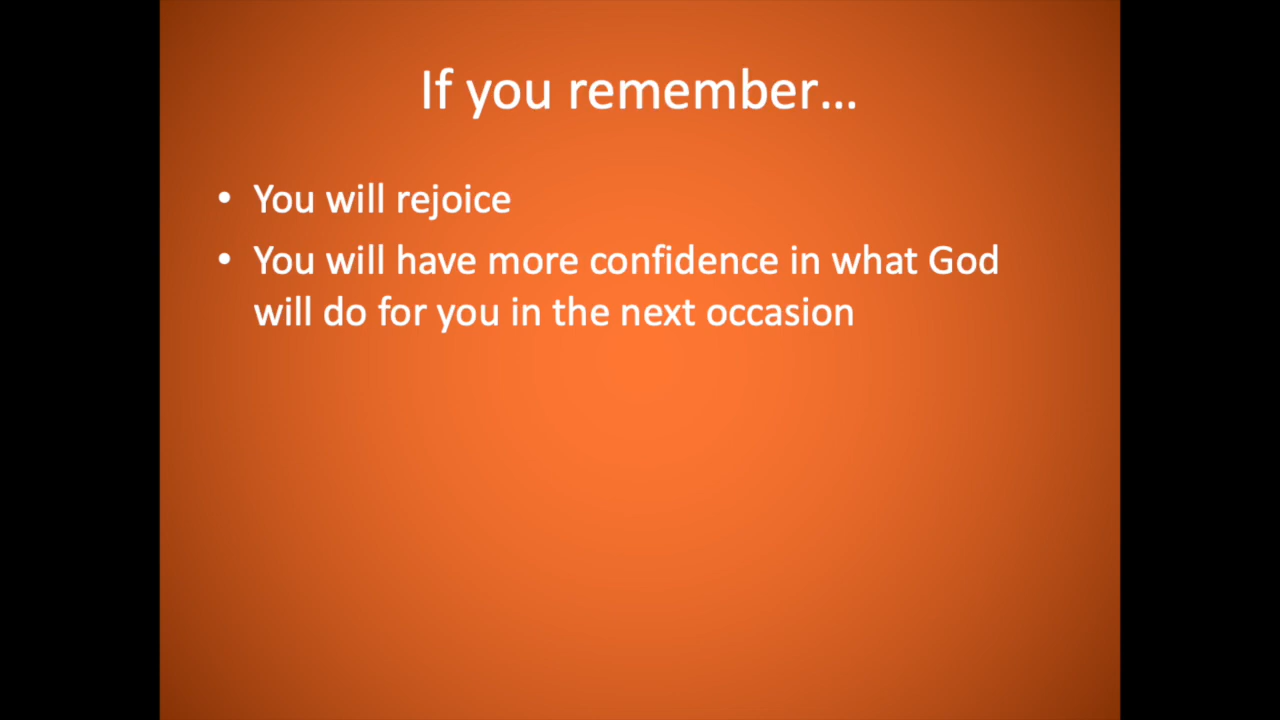 If you remember…
• You will rejoice
• You will have more confidence in what God
will do for you in the next occasion